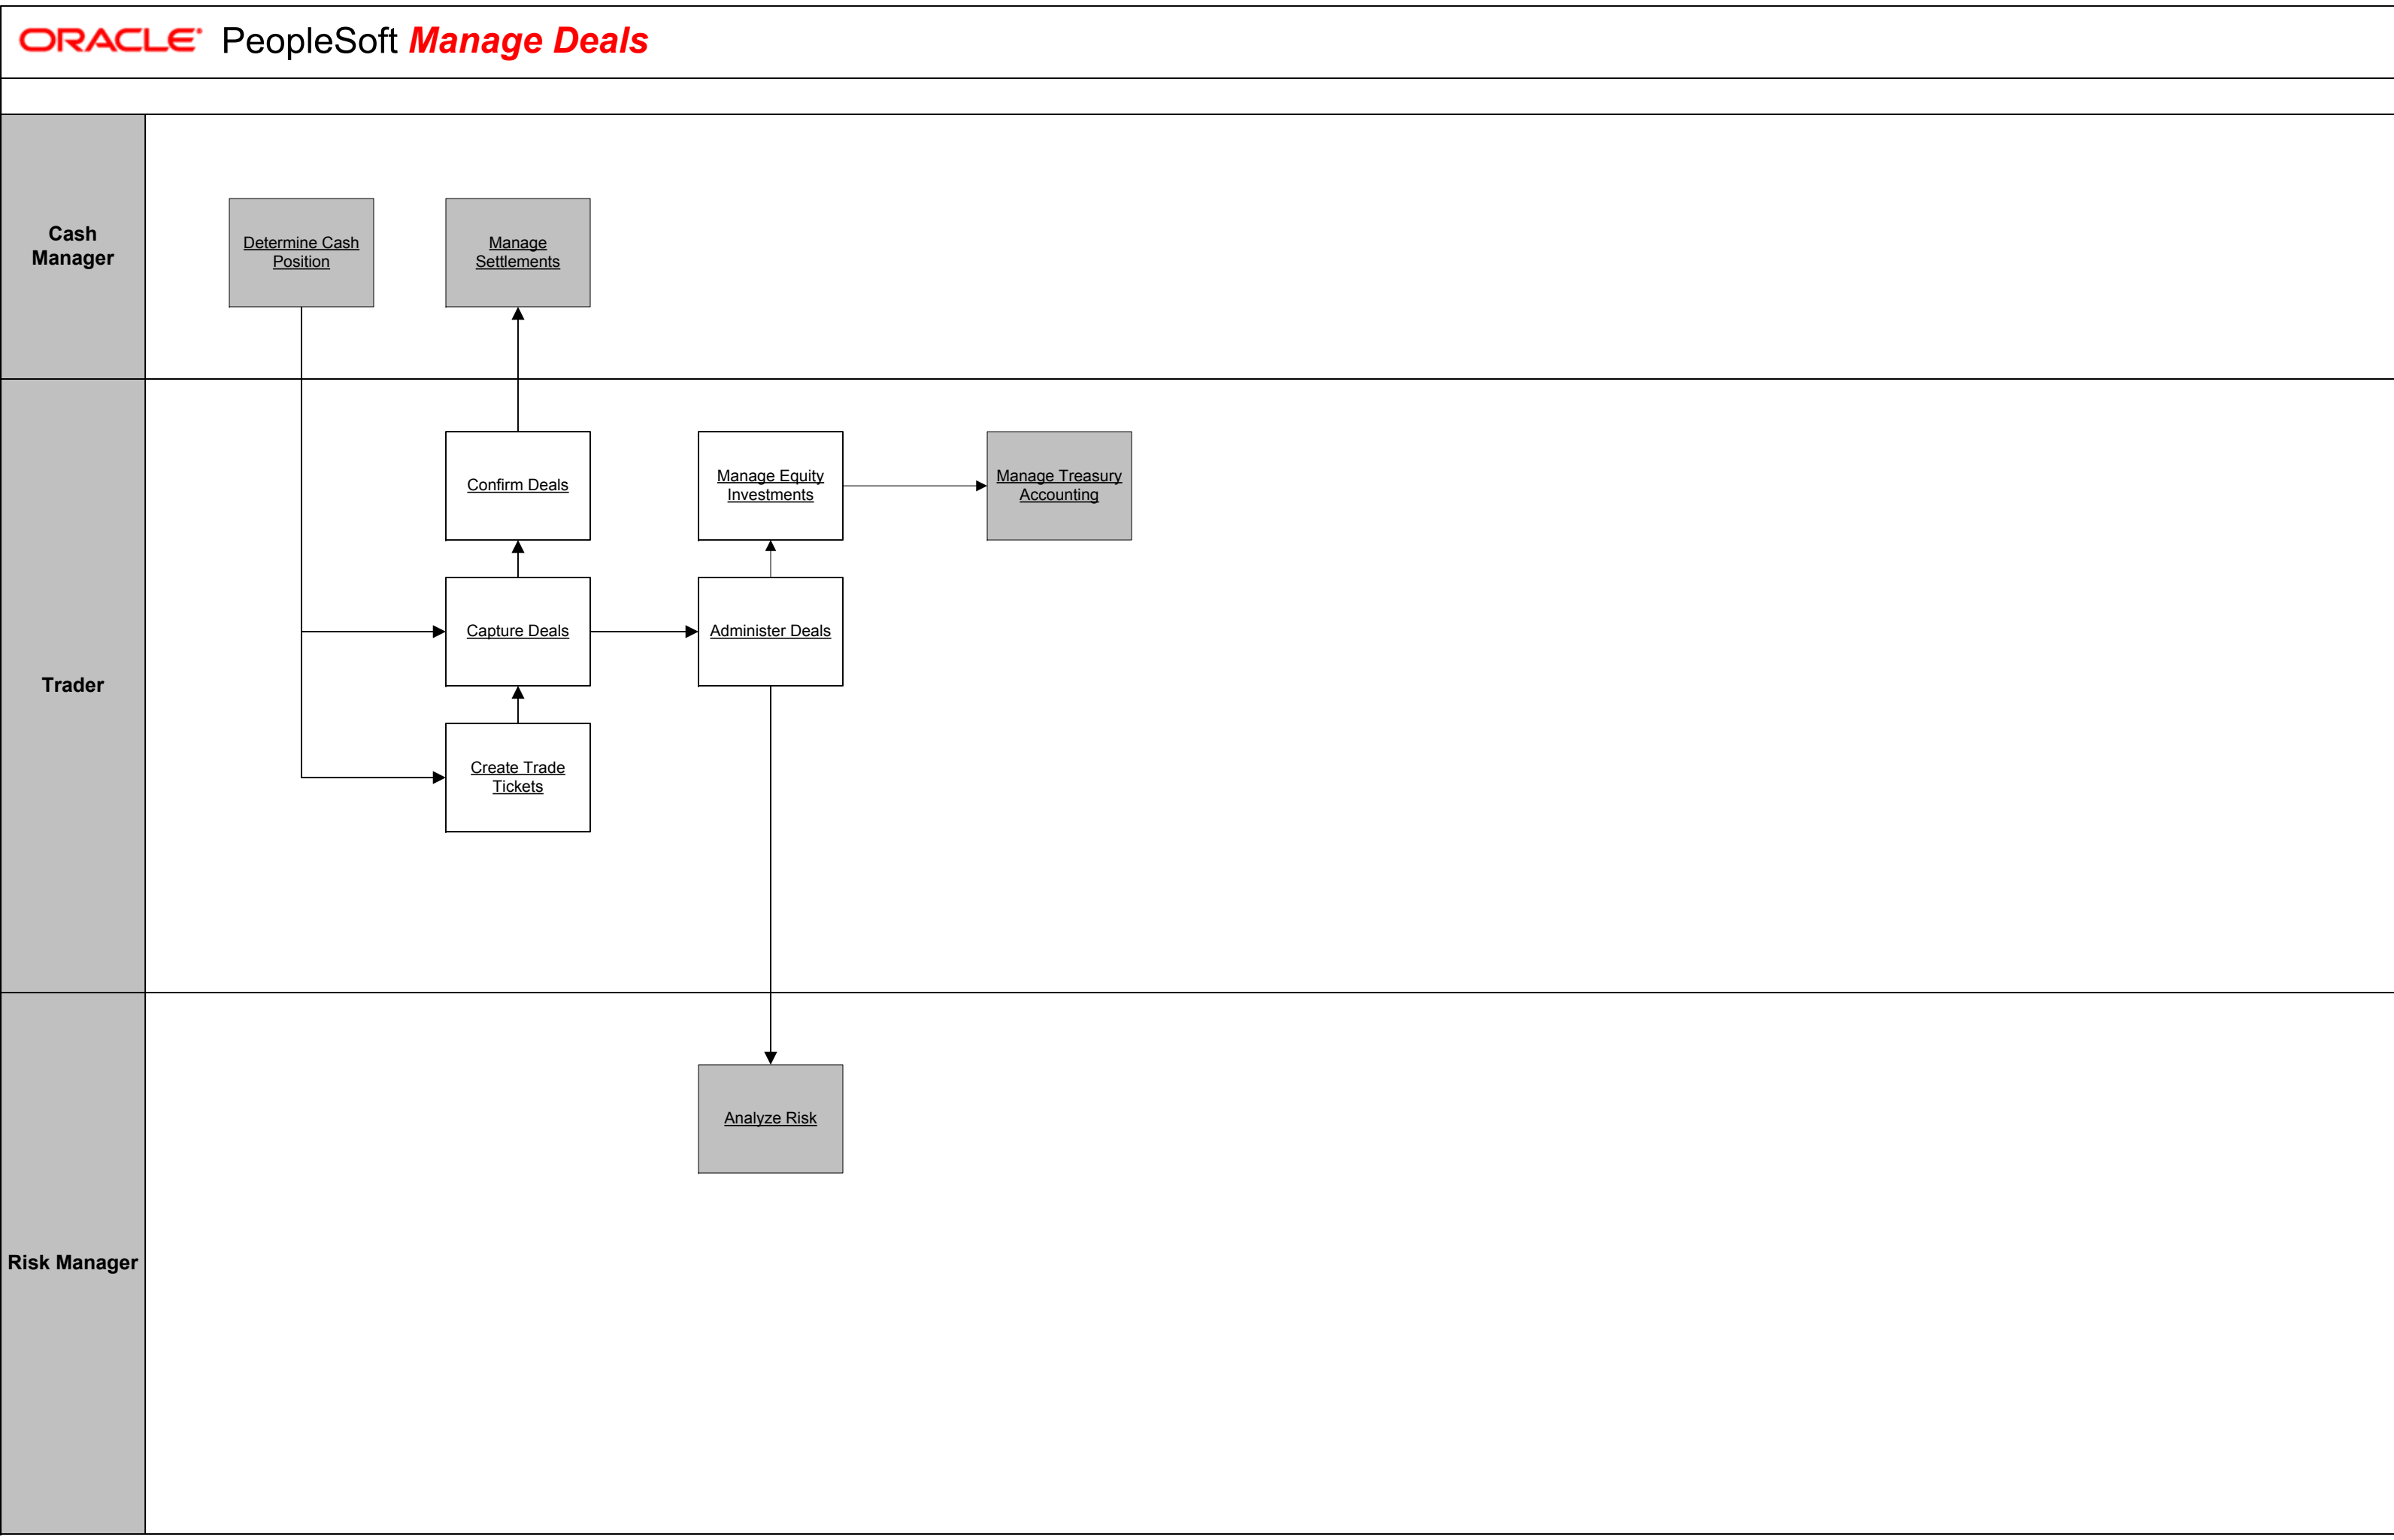 ORACLE® PeopleSoft Manage Deals
Cash
Manager
Determine Cash
Position
Manage
Settlements
Trader
Confirm Deals
Manage Equity
Investments
Manage Treasury
Accounting
Capture Deals
Administer Deals
Create Trade
Tickets
Risk Manager
Analyze Risk